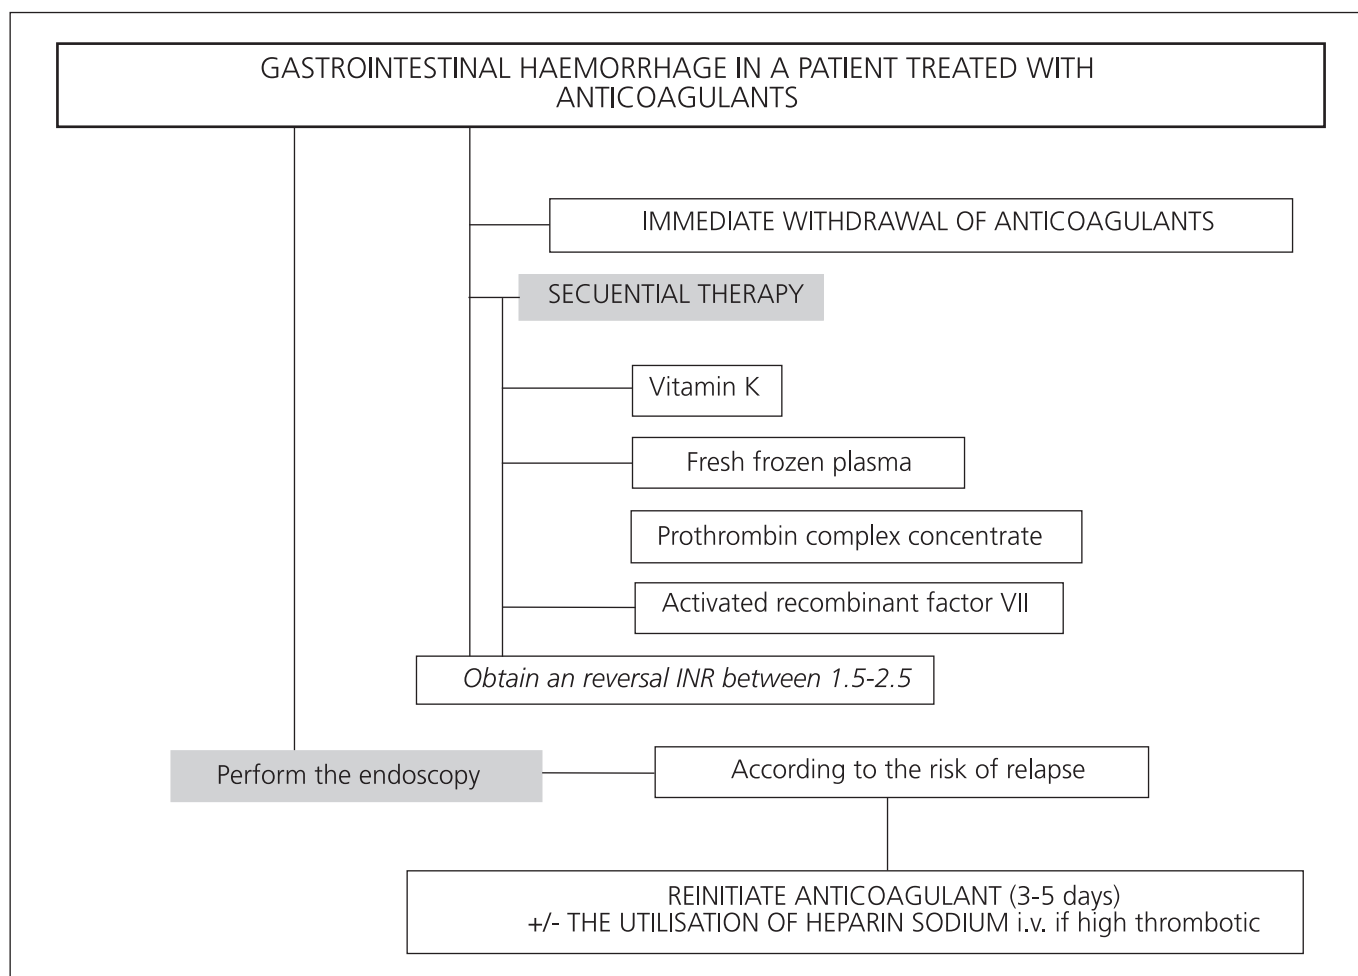 GASTROINTESTINAL HAEMORRHAGE IN A PATIENT TREATED WITH
ANTICOAGULANTS
IMMEDIATE WITHDRAWAL OF ANTICOAGULANTS
SECUENTIAL THERAPY
Vitamin K
Fresh frozen plasma
Prothrombin complex concentrate
Activated recombinant factor VII
Obtain an reversal INR between 1.5-2.5
Perform the endoscopy
According to the risk of relapse
REINITIATE ANTICOAGULANT (3-5 days)
+/- THE UTILISATION OF HEPARIN SODIUM i.v. if high thrombotic